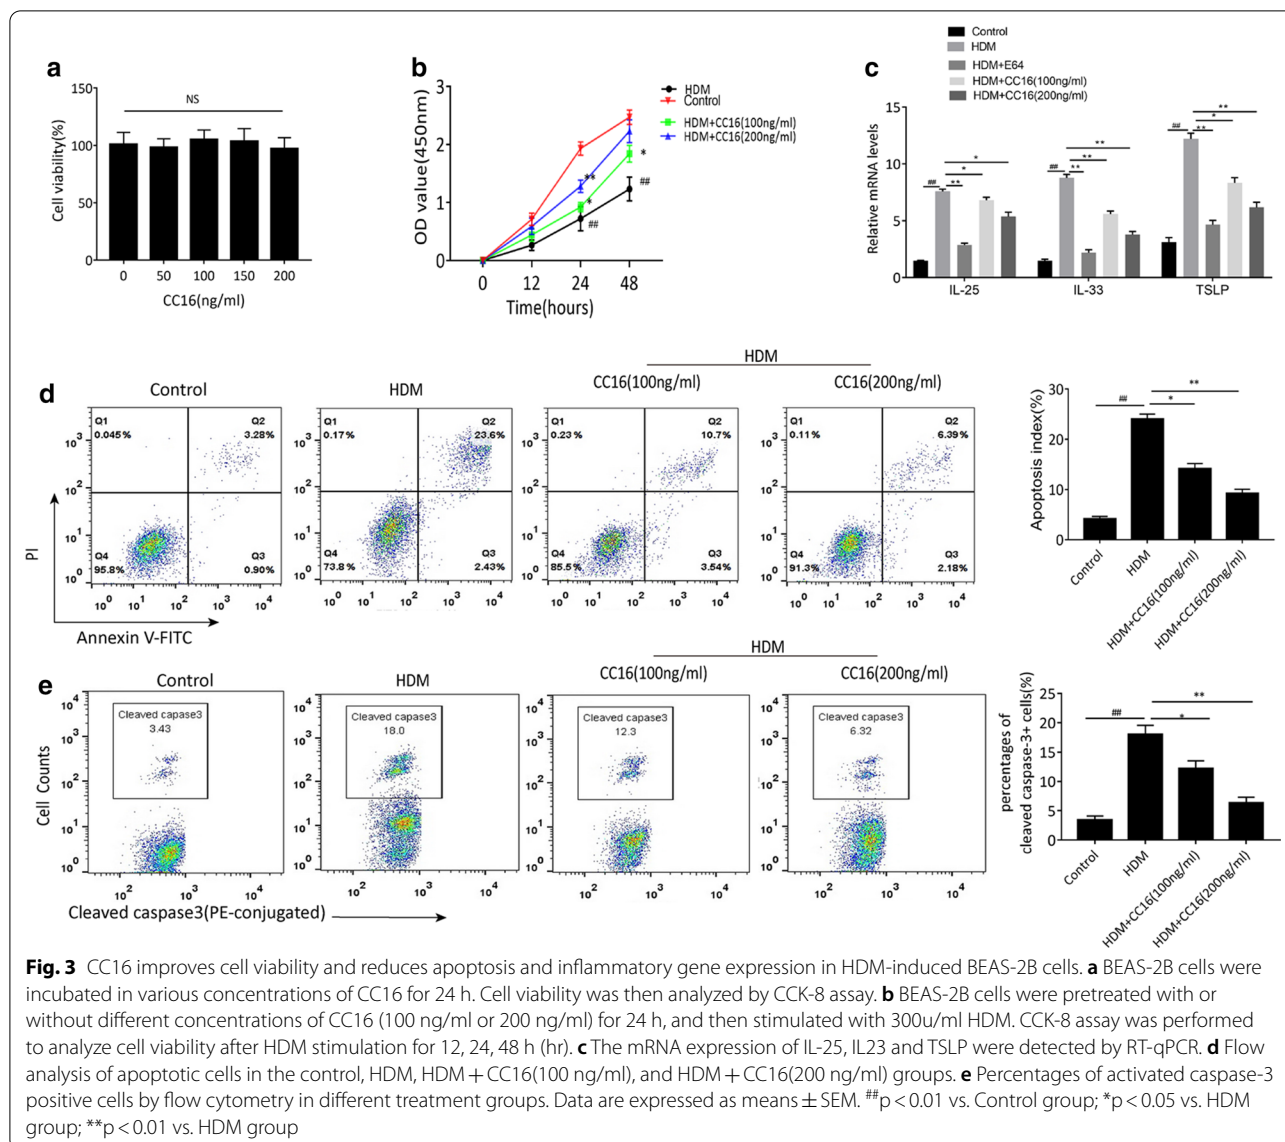 a
150
100
50
0
Cell viability(%)
NS
0 50 100 150 200
CC16(ng/ml)
b
3
2
1
0
OD value(450nm)
HDM
Control
HDM+CC16(100ng/ml)
HDM+CC16(200ng/ml)
**
*
##
*
##
0 12 24 48
Time(hours)
c
Control
HDM
HDM+E64
HDM+CC16(100ng/ml)
HDM+CC16(200ng/ml)
15
10
5
0
Relative mRNA levels
## ** * *
## ** ** **
## ** * **
IL-25 IL-33 TSLP
d
HDM
Control HDM CC16(100ng/ml) CC16(200ng/ml)
Q1 0.045% Q2 3.28%
Q4 95.8% Q3 0.90%
Q1 0.17% Q2 23.6%
Q4 73.8% Q3 2.43%
Q1 0.23% Q2 10.7%
Q4 85.5% Q3 3.54%
Q1 0.11% Q2 6.39%
Q4 91.3% Q3 2.18%
10³
10²
10¹
10⁰
10⁰ 10¹ 10² 10³ 10⁴
PI
Annexin V-FITC
30
20
10
0
Apoptosis index(%)
## * **
Control
HDM
HDM+CC16(100ng/ml)
HDM+CC16(200ng/ml)
e
HDM
Control HDM CC16(100ng/ml) CC16(200ng/ml)
Cleaved capase3
3.43
Cleaved capase3
18.0
Cleaved capase3
12.3
Cleaved capase3
6.32
10⁴
10³
10²
10¹
10⁰
10² 10³ 10⁴
Cell Counts
Cleaved caspase3(PE-conjugated)
25
20
15
10
5
0
percentages of
cleaved caspase-3+ cells(%)
## * **
Control
HDM
HDM+CC16(100ng/ml)
HDM+CC16(200ng/ml)
Fig. 3 CC16 improves cell viability and reduces apoptosis and inflammatory gene expression in HDM-induced BEAS-2B cells. a BEAS-2B cells were
incubated in various concentrations of CC16 for 24 h. Cell viability was then analyzed by CCK-8 assay. b BEAS-2B cells were pretreated with or
without different concentrations of CC16 (100 ng/ml or 200 ng/ml) for 24 h, and then stimulated with 300u/ml HDM. CCK-8 assay was performed
to analyze cell viability after HDM stimulation for 12, 24, 48 h (hr). c The mRNA expression of IL-25, IL23 and TSLP were detected by RT-qPCR. d Flow
analysis of apoptotic cells in the control, HDM, HDM + CC16(100 ng/ml), and HDM + CC16(200 ng/ml) groups. e Percentages of activated caspase-3
positive cells by flow cytometry in different treatment groups. Data are expressed as means ± SEM. ##p < 0.01 vs. Control group; *p < 0.05 vs. HDM
group; **p < 0.01 vs. HDM group